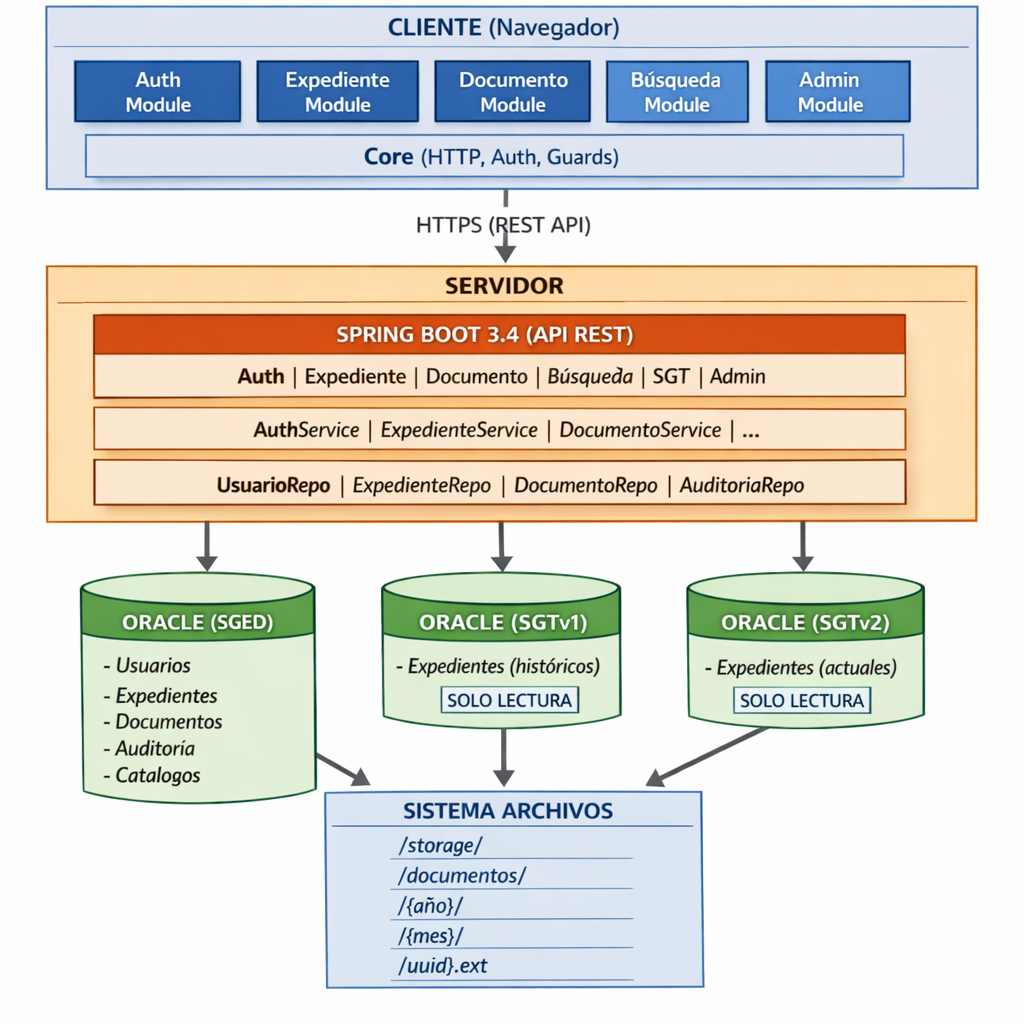 CLIENTE (Navegador)
Auth
Module
Expediente
Module
Documento
Module
Búsqueda
Module
Admin
Module
Core (HTTP, Auth, Guards)
HTTPS (REST API)
SERVIDOR
SPRING BOOT 3.4 (API REST)
Auth | Expediente | Documento | Búsqueda | SGT | Admin
AuthService | ExpedienteService | DocumentoService | ...
UsuarioRepo | ExpedienteRepo | DocumentoRepo | AuditoriaRepo
ORACLE (SGED)
- Usuarios
- Expedientes
- Documentos
- Auditoría
- Catalogos
ORACLE (SGTv1)
- Expedientes (históricos)
SOLO LECTURA
ORACLE (SGTv2)
- Expedientes (actuales)
SOLO LECTURA
SISTEMA ARCHIVOS
/storage/
/documentos/
/{año}/
/{mes}/
/uuid}.ext